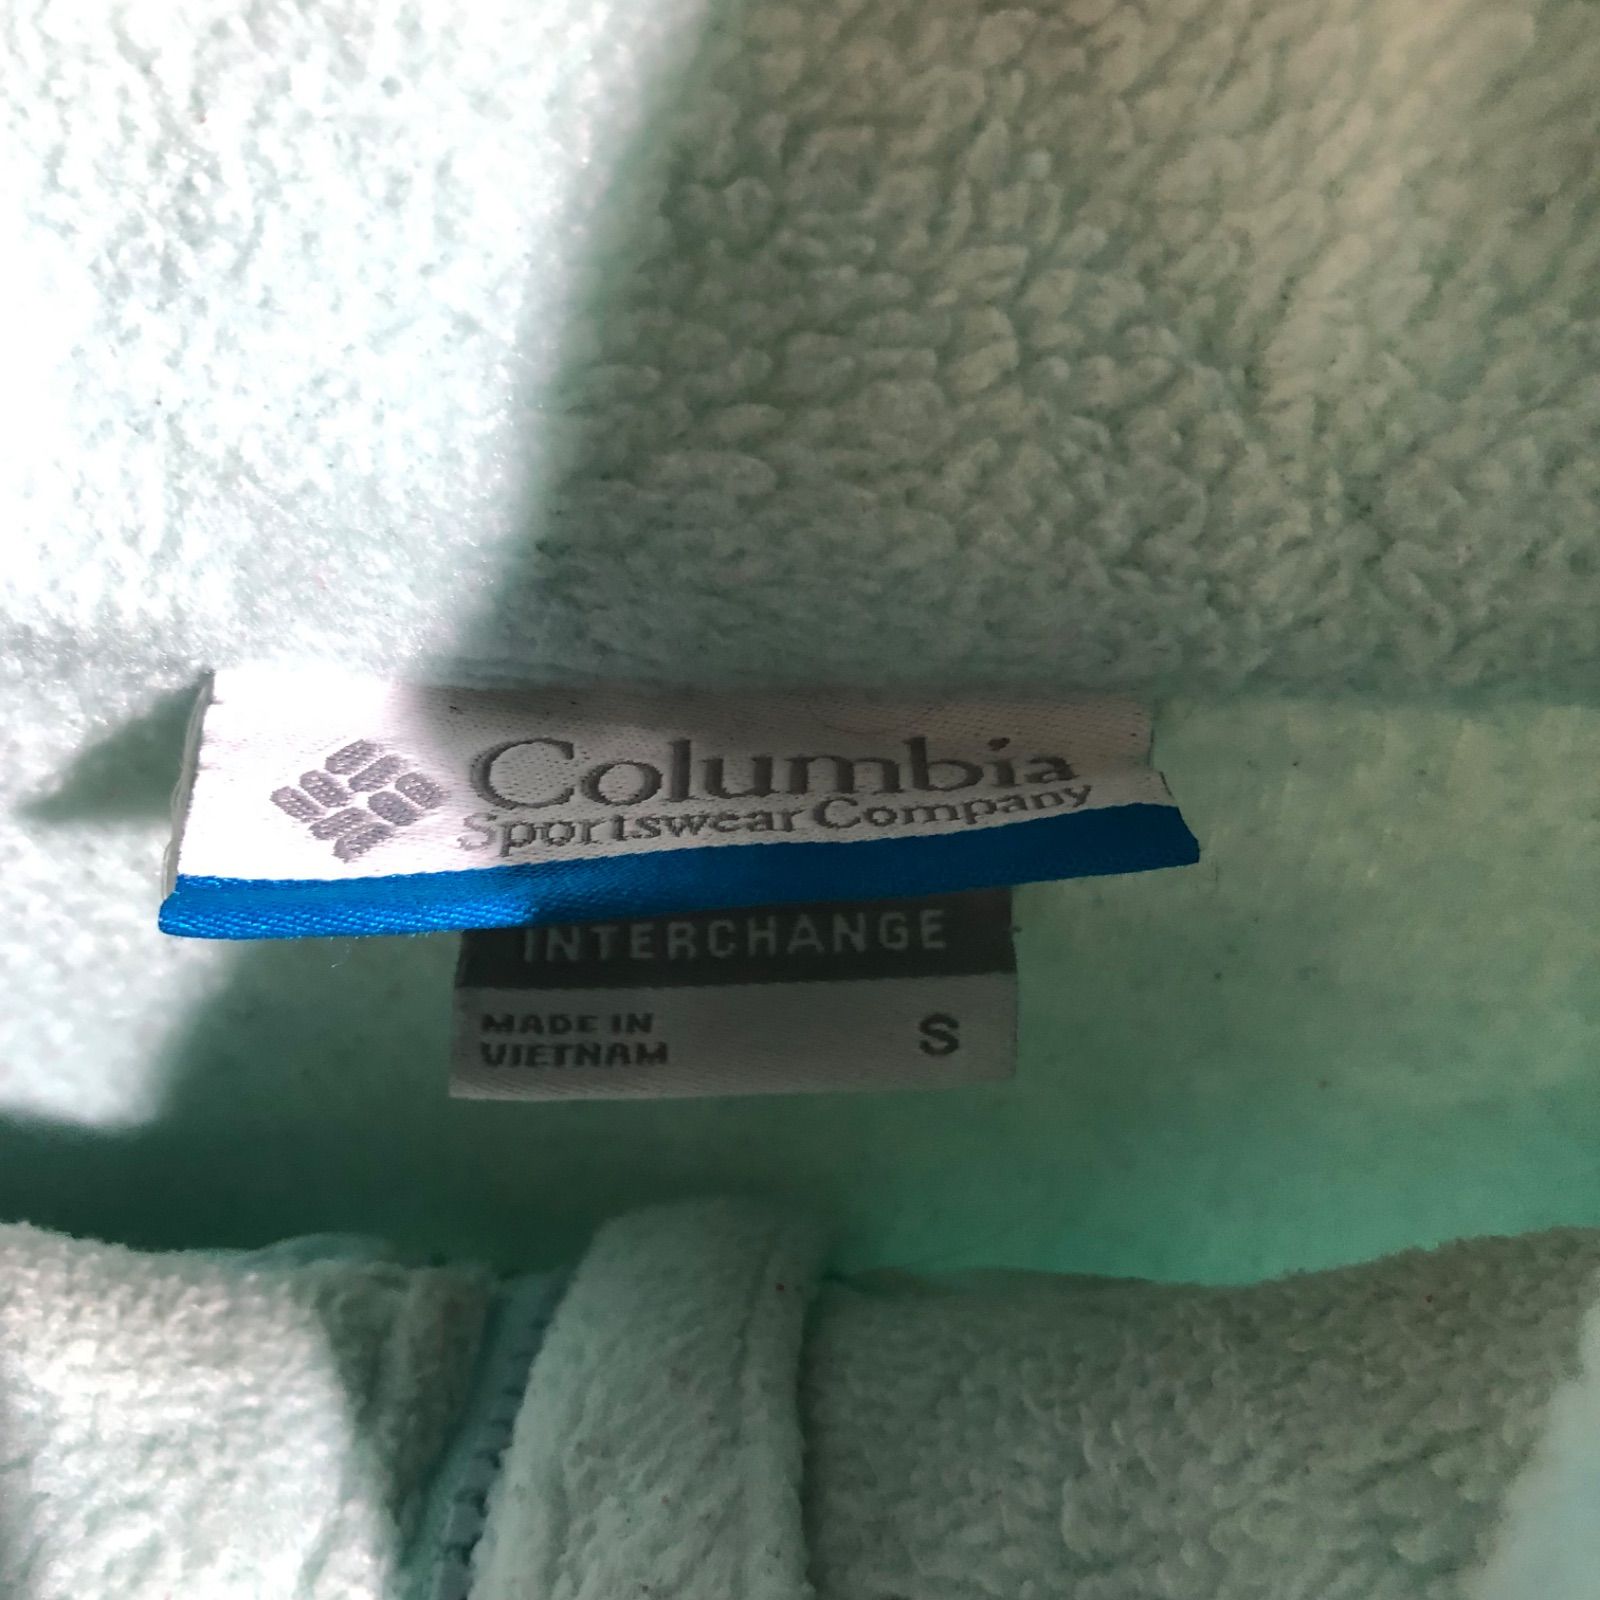 Columbia
Sportswear Company
INTERCHANGE
MADE IN
VIETNAM
S